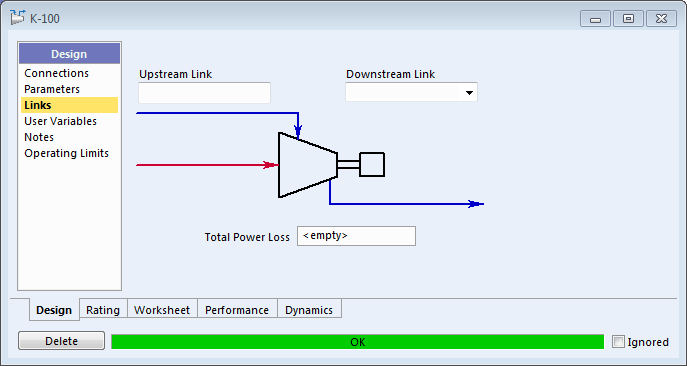 K-100
Design
Connections
Parameters
Links
User Variables
Notes
Operating Limits
Upstream Link
Downstream Link
Total Power Loss <empty>
Design Rating Worksheet Performance Dynamics
Delete OK Ignored